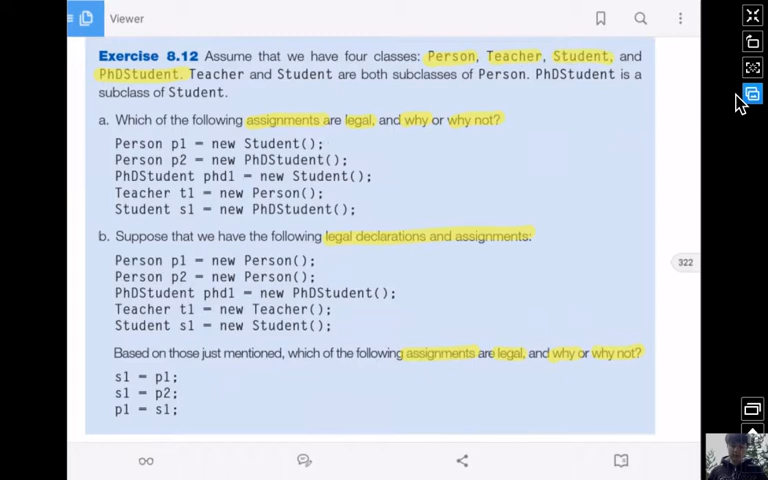 Viewer
Exercise 8.12 Assume that we have four classes: Person, Teacher, Student, and
PhDStudent. Teacher and Student are both subclasses of Person. PhDStudent is a
subclass of Student.
a. Which of the following assignments are legal, and why or why not?
Person p1 = new Student();
Person p2 = new PhDStudent();
PhDStudent phd1 = new Student();
Teacher t1 = new Person();
Student s1 = new PhDStudent();
b. Suppose that we have the following legal declarations and assignments:
Person p1 = new Person();
Person p2 = new Person();
PhDStudent phd1 = new PhDStudent();
Teacher t1 = new Teacher();
Student s1 = new Student();
322
Based on those just mentioned, which of the following assignments are legal, and why or why not?
s1 = p1;
s1 = p2;
p1 = s1;